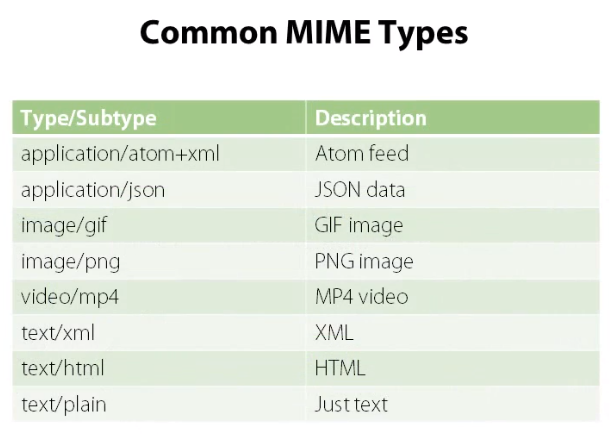 Common MIME Types
Type/Subtype Description
application/atom+xml Atom feed
application/json JSON data
image/gif GIF image
image/png PNG image
video/mp4 MP4 video
text/xml XML
text/html HTML
text/plain Just text